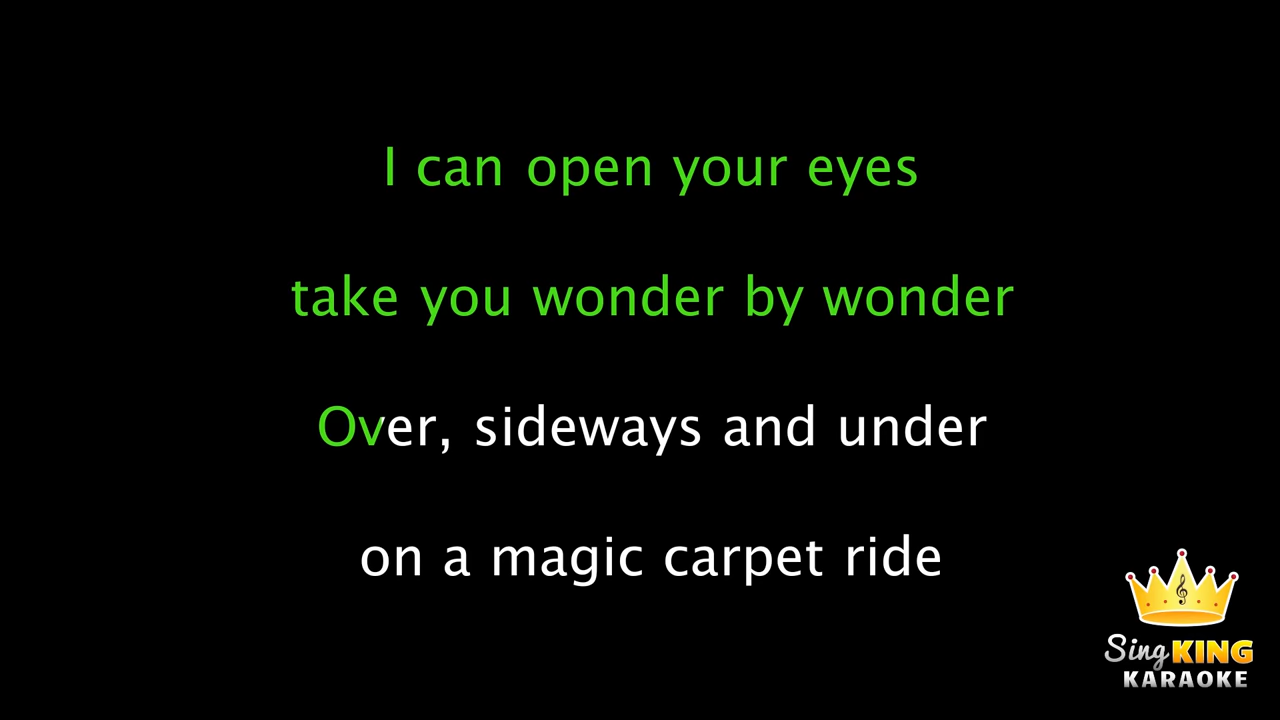 I can open your eyes
take you wonder by wonder
Over, sideways and under
on a magic carpet ride
Sing KING
KARAOKE